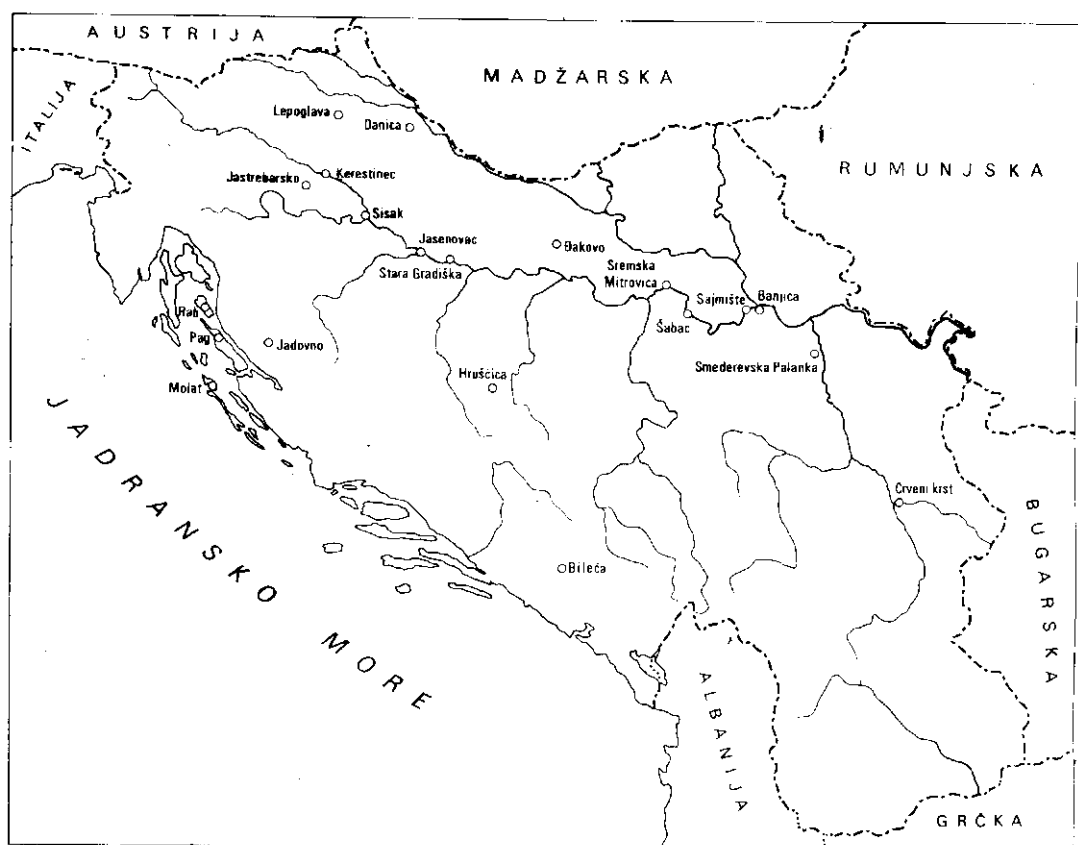 AUSTRIJA
MADŽARSKA
ITALIJA
RUMUNJSKA
Lepoglava
Danica
Kerestinec
Jastrebarsko
Sisak
Jasenovac
Stara Gradiška
Đakovo
Sremska
Mitrovica
Sajmište
Banjica
Šabac
Rab
Pag
Jadovno
Smederevska Palanka
Molat
Hrušćica
Crveni krst
Bileća
JADRANSKO MORE
BUGARSKA
ALBANIJA
GRČKA